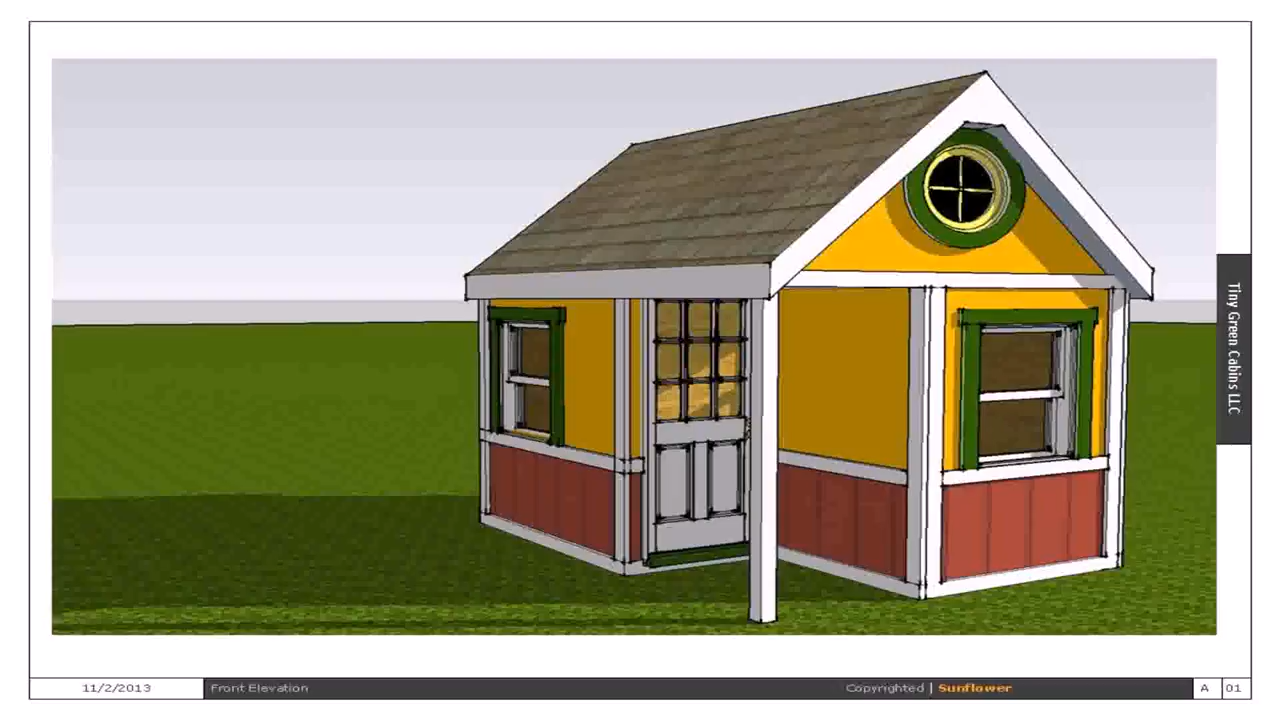 Tiny Green Cabins LLC
11/2/2013 Front Elevation Copyrighted | Sunflower A 01